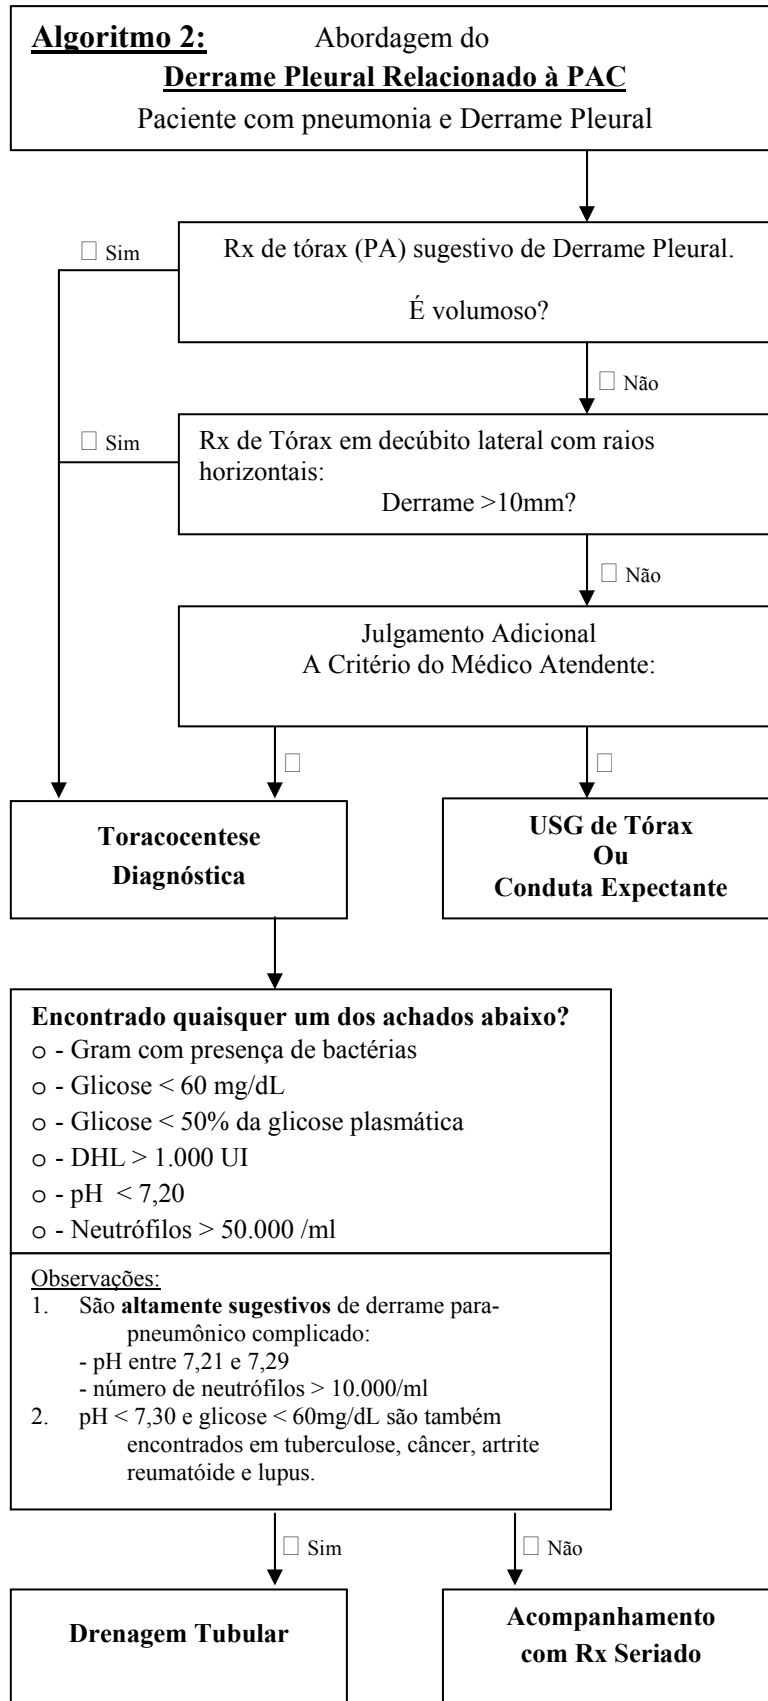 Algoritmo 2: Abordagem do
Derrame Pleural Relacionado à PAC
Paciente com pneumonia e Derrame Pleural
□ Sim
Rx de tórax (PA) sugestivo de Derrame Pleural.
É volumoso?
□ Não
□ Sim
Rx de Tórax em decúbito lateral com raios
horizontais:
Derrame >10mm?
□ Não
Julgamento Adicional
A Critério do Médico Atendente:
□
□
Toracocentese
Diagnóstica
USG de Tórax
Ou
Conduta Expectante
Encontrado quaisquer um dos achados abaixo?
o - Gram com presença de bactérias
o - Glicose < 60 mg/dL
o - Glicose < 50% da glicose plasmática
o - DHL > 1.000 UI
o - pH < 7,20
o - Neutrófilos > 50.000 /ml
Observações:
1. São altamente sugestivos de derrame para-
pneumônico complicado:
- pH entre 7,21 e 7,29
- número de neutrófilos > 10.000/ml
2. pH < 7,30 e glicose < 60mg/dL são também
encontrados em tuberculose, câncer, artrite
reumatóide e lupus.
□ Sim
□ Não
Drenagem Tubular
Acompanhamento
com Rx Seriado